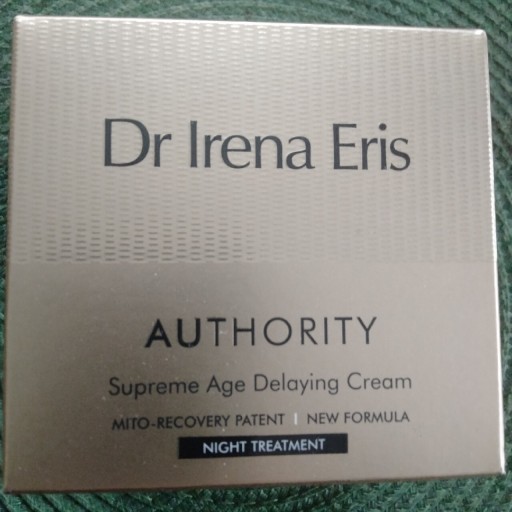 Dr Irena Eris
AUTHORITY
Supreme Age Delaying Cream
MITO-RECOVERY PATENT | NEW FORMULA
NIGHT TREATMENT